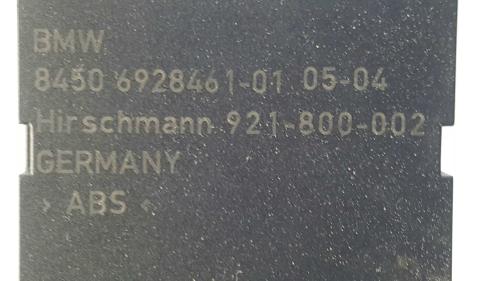 BMW
8450 6928461-01 05-04
Hirschmann 921-800-002
GERMANY
> ABS <